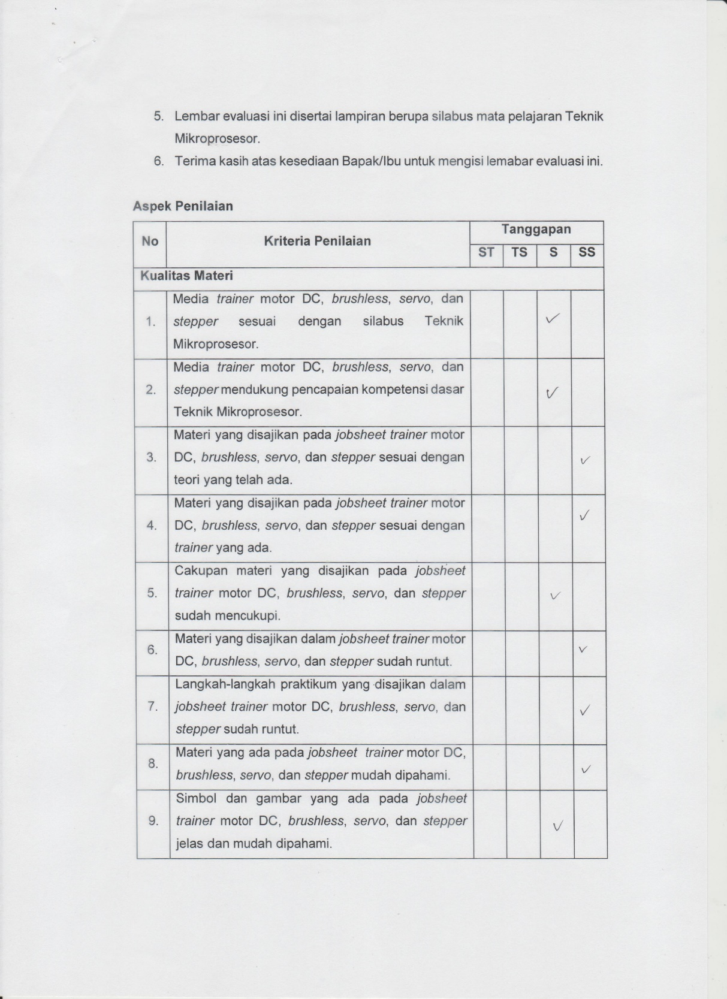 5. Lembar evaluasi ini disertai lampiran berupa silabus mata pelajaran Teknik
Mikroprosesor.
6. Terima kasih atas kesediaan Bapak/Ibu untuk mengisi lemabar evaluasi ini.
Aspek Penilaian
No Kriteria Penilaian Tanggapan
ST TS S SS
Kualitas Materi
Media trainer motor DC, brushless, servo, dan
1. stepper sesuai dengan silabus Teknik ✓
Mikroprosesor.
Media trainer motor DC, brushless, servo, dan
2. stepper mendukung pencapaian kompetensi dasar ✓
Teknik Mikroprosesor.
Materi yang disajikan pada jobsheet trainer motor
3. DC, brushless, servo, dan stepper sesuai dengan ✓
teori yang telah ada.
Materi yang disajikan pada jobsheet trainer motor
4. DC, brushless, servo, dan stepper sesuai dengan ✓
trainer yang ada.
Cakupan materi yang disajikan pada jobsheet
5. trainer motor DC, brushless, servo, dan stepper ✓
sudah mencukupi.
Materi yang disajikan dalam jobsheet trainer motor
6. DC, brushless, servo, dan stepper sudah runtut. ✓
Langkah-langkah praktikum yang disajikan dalam
7. jobsheet trainer motor DC, brushless, servo, dan ✓
stepper sudah runtut.
Materi yang ada pada jobsheet trainer motor DC,
8. brushless, servo, dan stepper mudah dipahami. ✓
Simbol dan gambar yang ada pada jobsheet
9. trainer motor DC, brushless, servo, dan stepper ✓
jelas dan mudah dipahami.